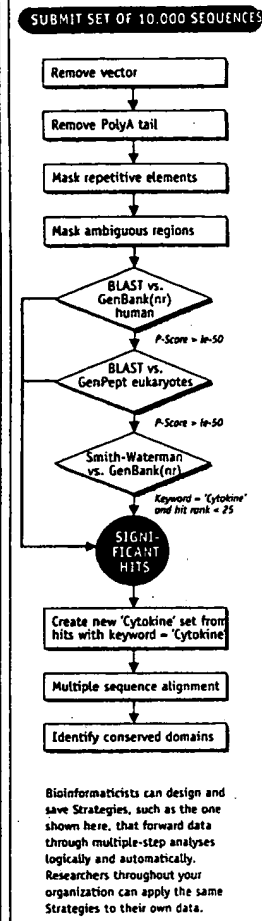 SUBMIT SET OF 10.000 SEQUENCES
Remove vector
Remove PolyA tail
Mask repetitive elements
Mask ambiguous regions
BLAST vs.
GenBank(nr)
human
P-Score > 1e-50
BLAST vs.
GenPept eukaryotes
P-Score > 1e-50
Smith-Waterman
vs. GenBank(nr)
Keyword = 'Cytokine'
and hit rank < 25
SIGNI-
FICANT
HITS
Create new 'Cytokine' set from
hits with keyword = 'Cytokine'
Multiple sequence alignment
Identify conserved domains
Bioinformaticists can design and
save Strategies, such as the one
shown here, that forward data
through multiple-step analyses
logically and automatically.
Researchers throughout your
organization can apply the same
Strategies to their own data.